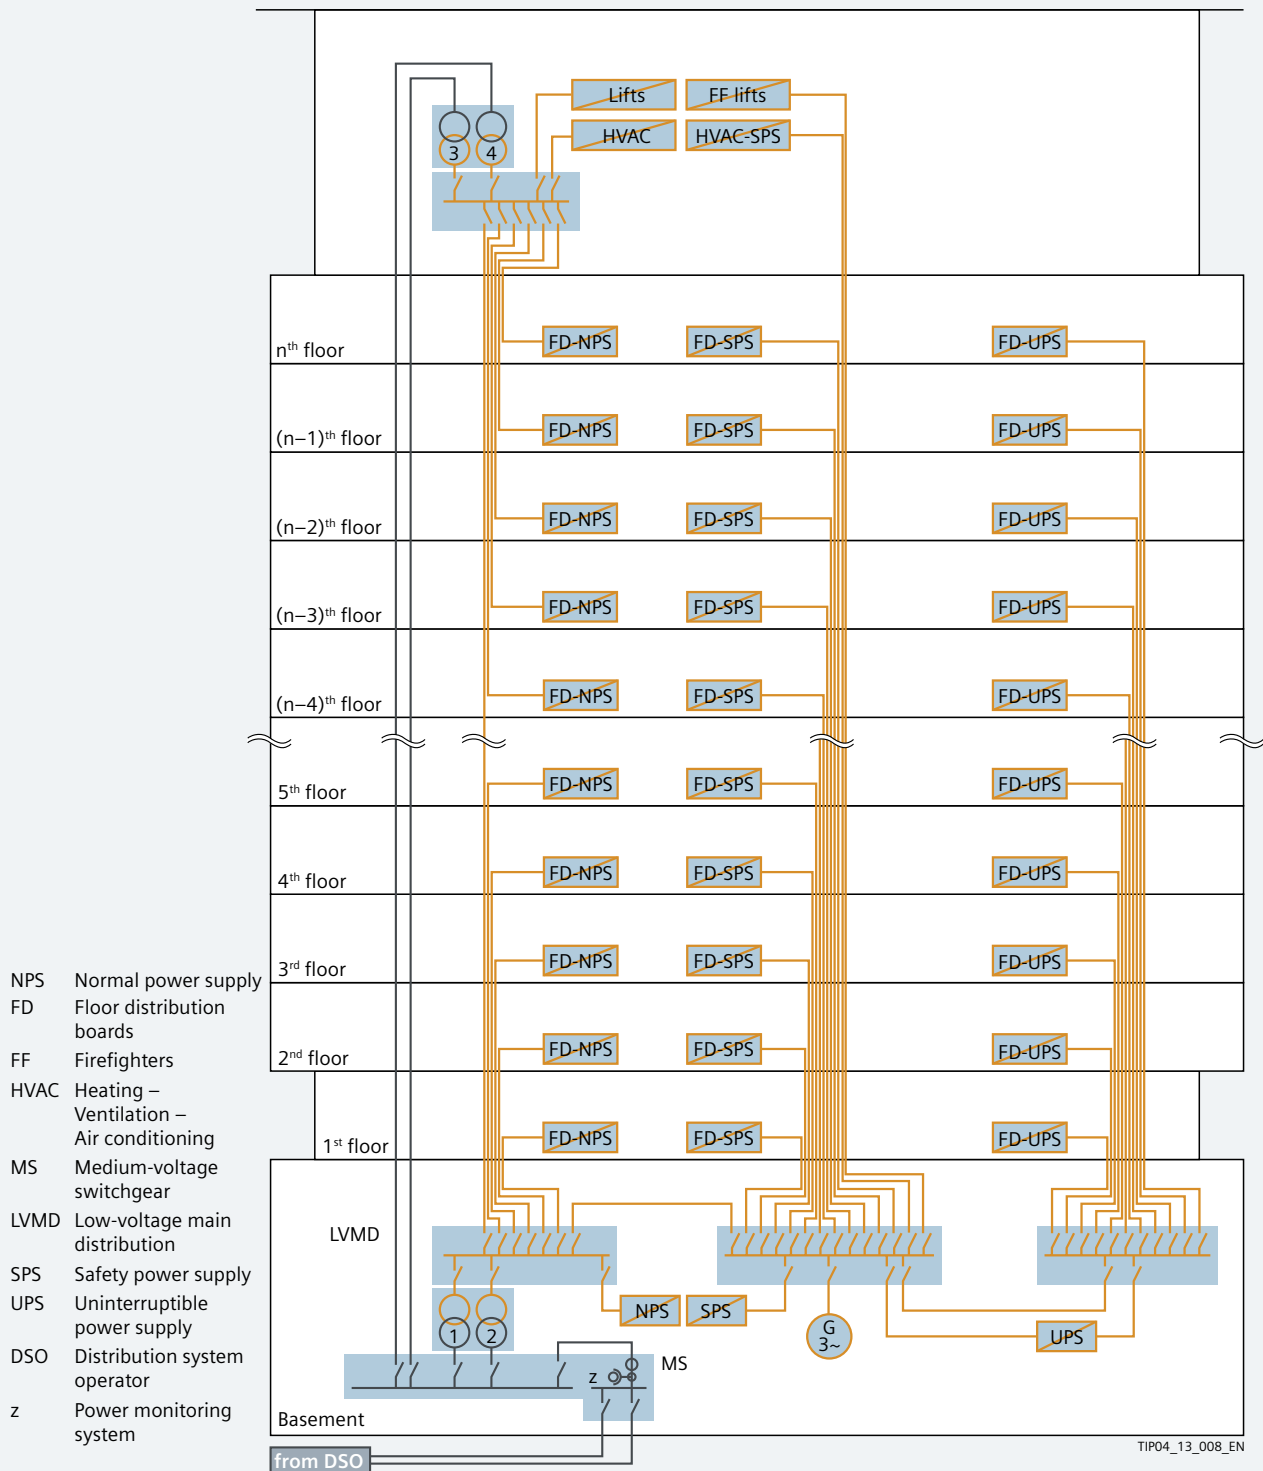 Lifts
FF lifts
HVAC
HVAC-SPS
3
4
nth floor
FD-NPS
FD-SPS
FD-UPS
(n–1)th floor
FD-NPS
FD-SPS
FD-UPS
(n–2)th floor
FD-NPS
FD-SPS
FD-UPS
(n–3)th floor
FD-NPS
FD-SPS
FD-UPS
(n–4)th floor
FD-NPS
FD-SPS
FD-UPS
5th floor
FD-NPS
FD-SPS
FD-UPS
4th floor
FD-NPS
FD-SPS
FD-UPS
3rd floor
FD-NPS
FD-SPS
FD-UPS
2nd floor
FD-NPS
FD-SPS
FD-UPS
1st floor
FD-NPS
FD-SPS
FD-UPS
LVMD
NPS
SPS
G
3~
UPS
1
2
MS
z
Basement
from DSO
NPS Normal power supply
FD Floor distribution
boards
FF Firefighters
HVAC Heating –
Ventilation –
Air conditioning
MS Medium-voltage
switchgear
LVMD Low-voltage main
distribution
SPS Safety power supply
UPS Uninterruptible
power supply
DSO Distribution system
operator
z Power monitoring
system
TIP04_13_008_EN